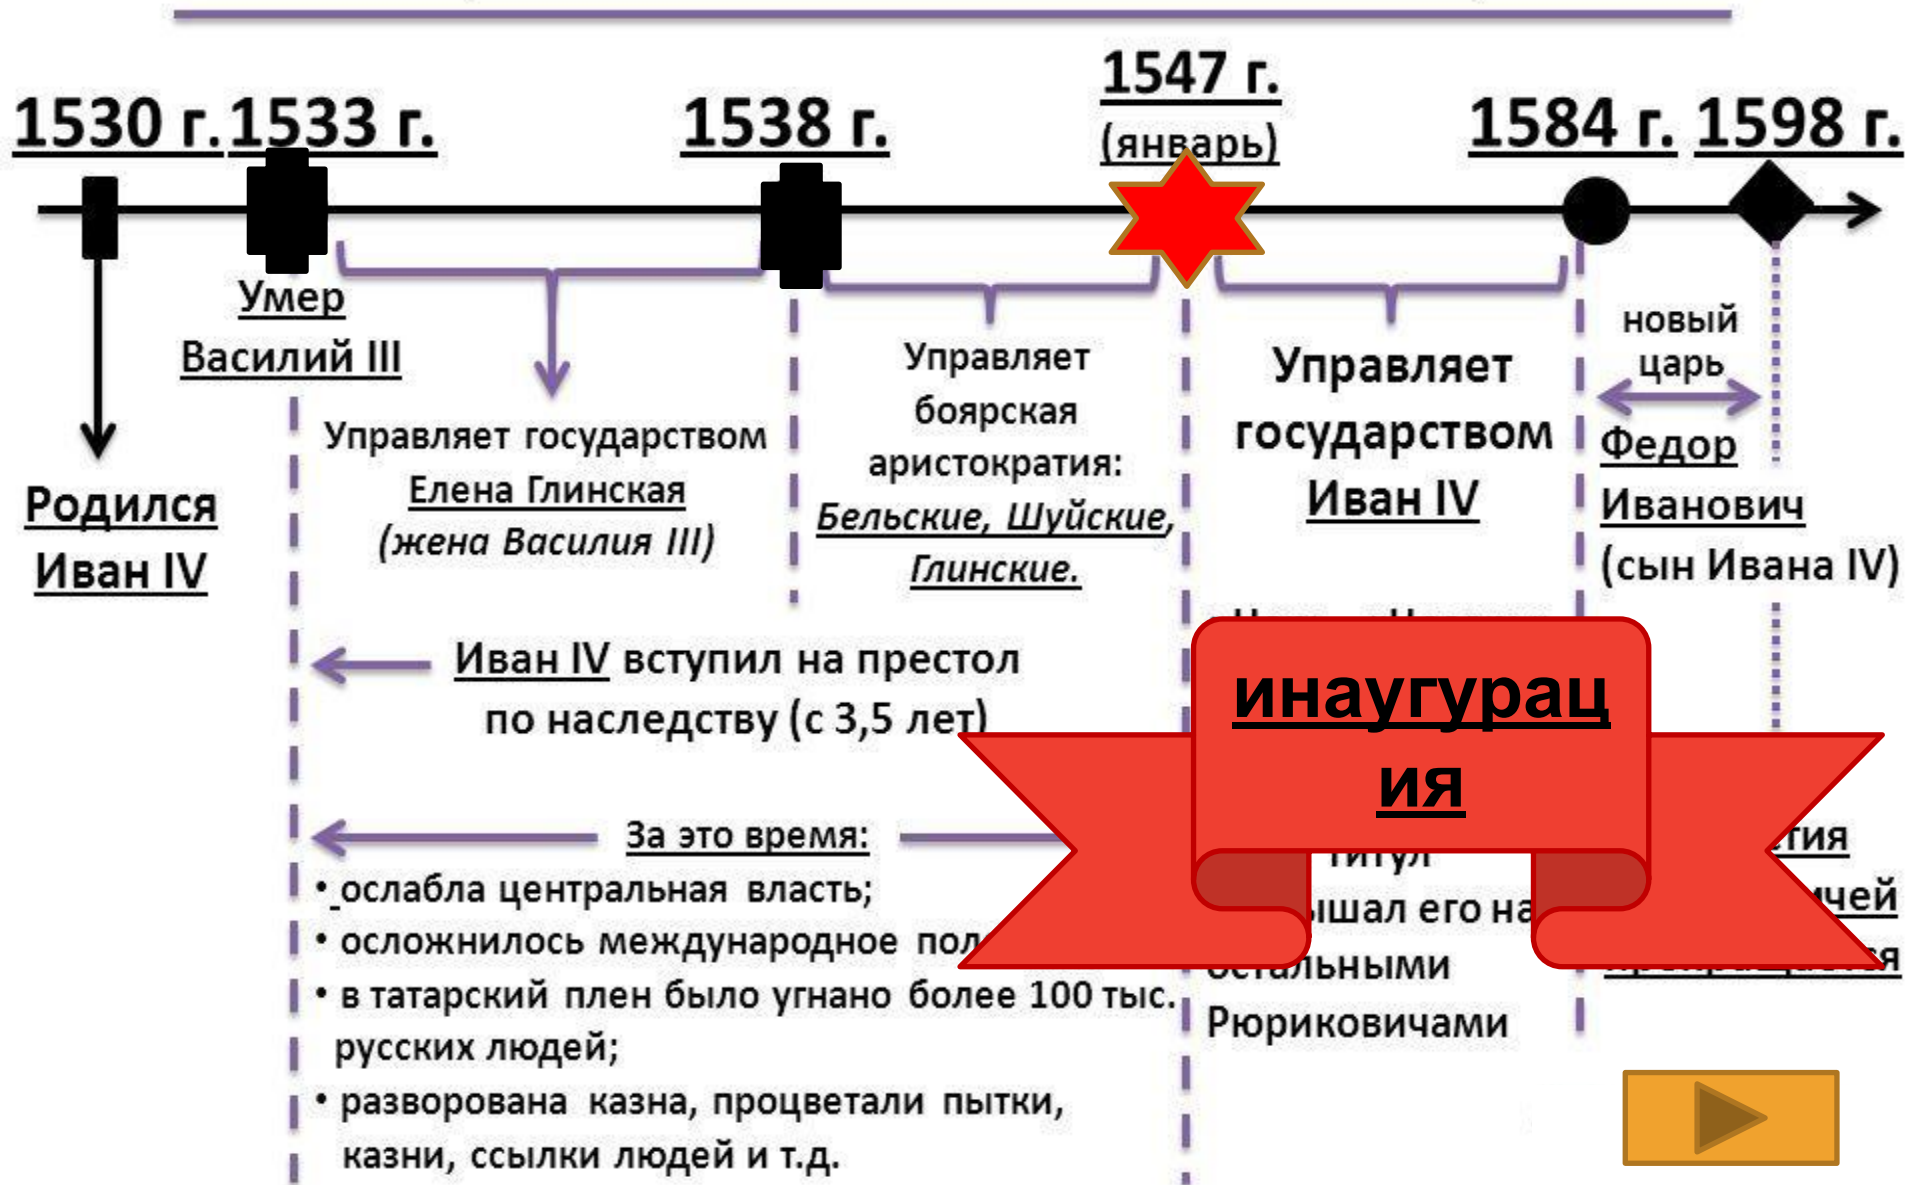 1530 г.
1533 г.
1538 г.
1547 г.
(январь)
1584 г.
1598 г.
Родился
Иван IV
Умер
Василий III
Управляет государством
Елена Глинская
(жена Василия III)
Управляет
боярская
аристократия:
Бельские, Шуйские,
Глинские.
Управляет
государством
Иван IV
новый
царь
Федор
Иванович
(сын Ивана IV)
Иван IV вступил на престол
по наследству (с 3,5 лет)
инаугурац
ия
За это время:
• ослабла центральная власть;
• осложнилось международное
• в татарский плен было угнано более 100 тыс.
русских людей;
• разворована казна, процветали пытки,
казни, ссылки людей и т.д.
титул
его
остальными
Рюриковичами